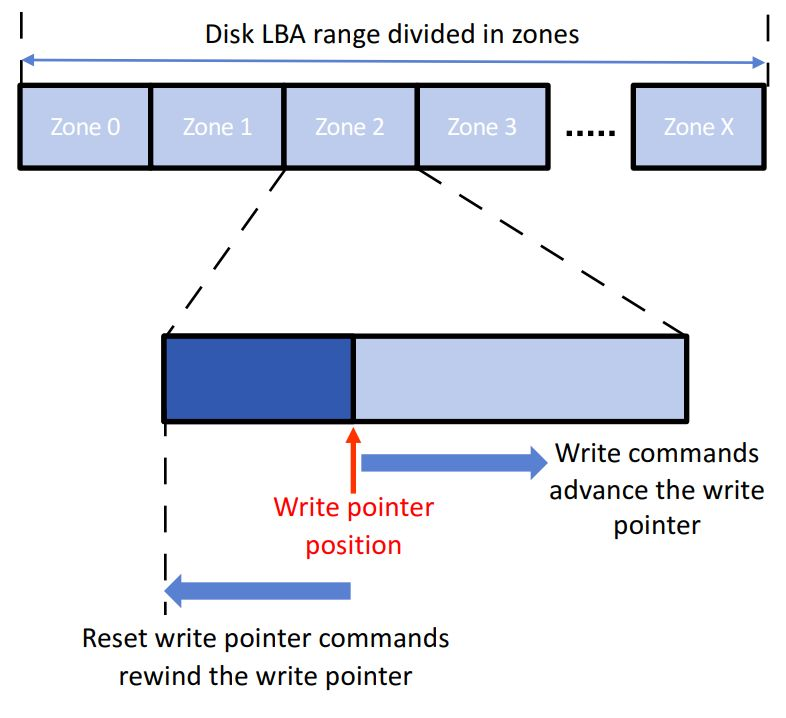 Disk LBA range divided in zones
Zone 0
Zone 1
Zone 2
Zone 3
.....
Zone X
Write commands
advance the write
pointer
Write pointer
position
Reset write pointer commands
rewind the write pointer